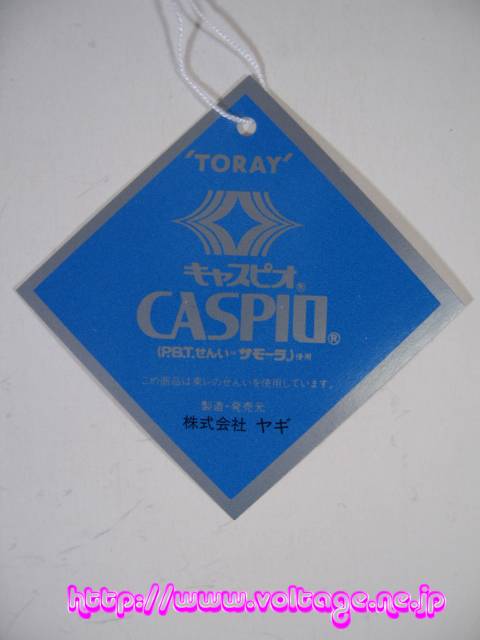 'TORAY'
キャスピオ®
CASPIO®
(P.B.T.せんい"サモーラ")使用
この商品は東レのせんいを使用しています。
製造・発売元
株式会社 ヤギ
http://www.voltage.ne.jp